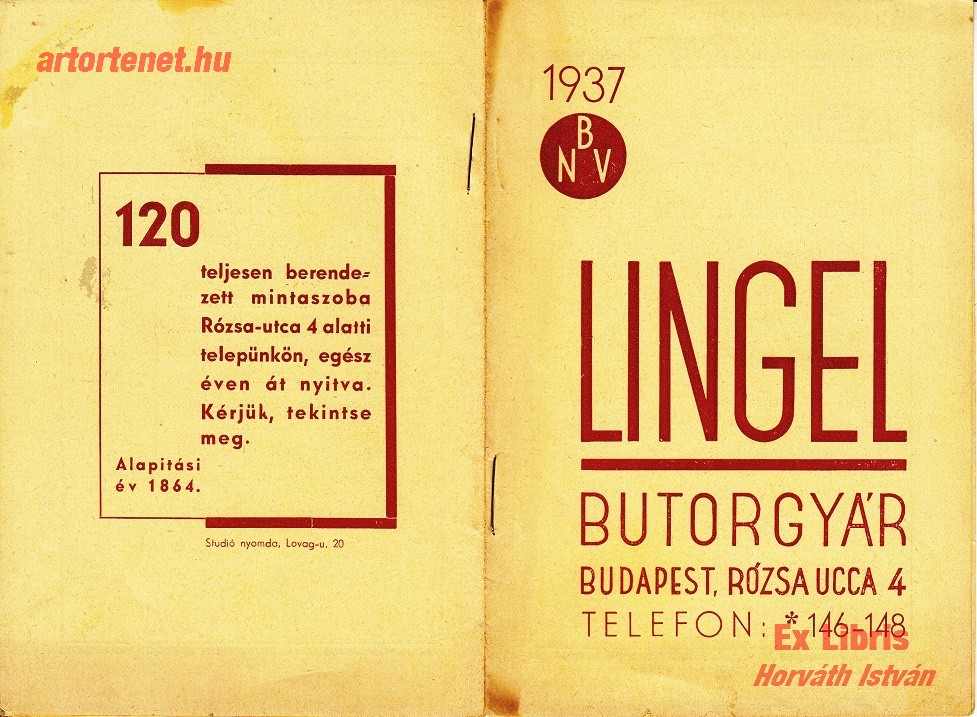 artortenet.hu
120
teljesen berende-
zett mintaszoba
Rózsa-utca 4 alatti
telepünkön, egész
éven át nyitva.
Kérjük, tekintse
meg.
Alapitási
év 1864.
Studió nyomda, Lovag-u. 20
1937
B
N V
LINGEL
BUTORGYÁR
BUDAPEST, RÓZSA UCCA 4
TELEFON: *146-148
Ex Libris
Horváth István